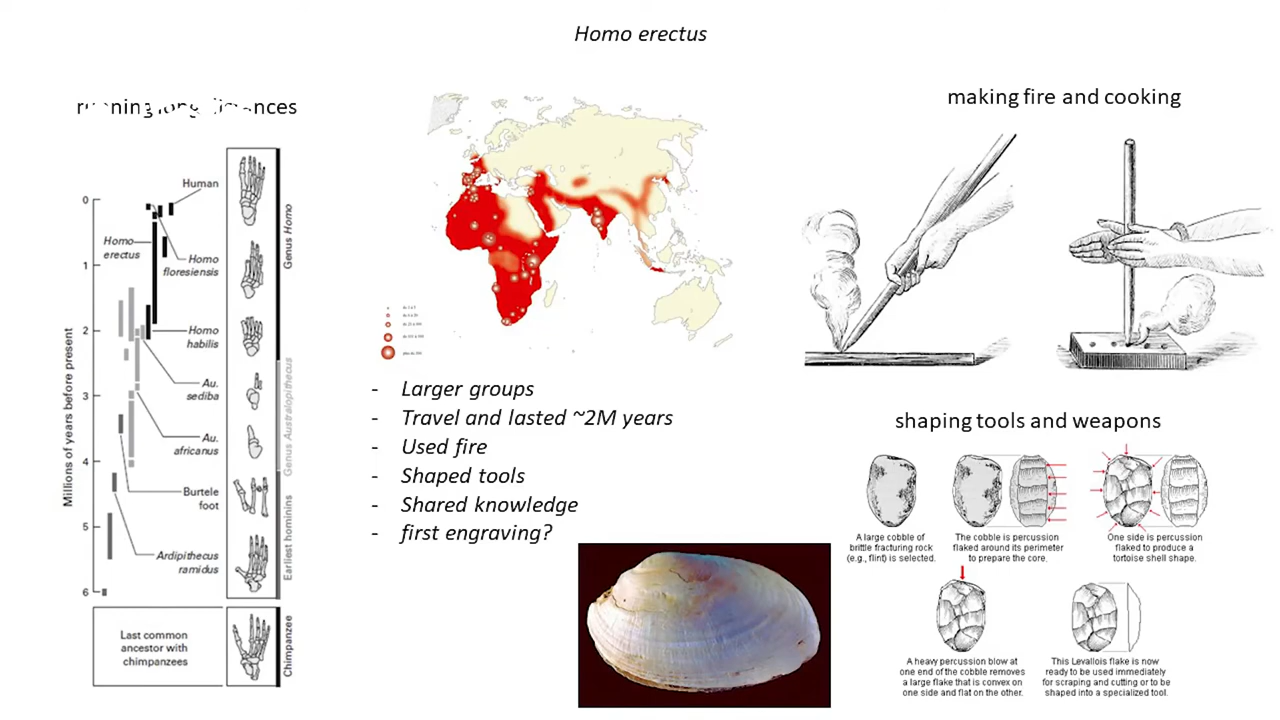 Homo erectus
running long distances
0
1
2
3
4
5
6
Millions of years before present
Human
Homo
erectus
Homo
floresiensis
Homo
habilis
Au.
sediba
Au.
africanus
Burtele
foot
Ardipithecus
ramidus
Last common
ancestor with
chimpanzees
Genus Homo
Genus Australopithecus
Earliest hominins
Chimpanzee
- Larger groups
- Travel and lasted ~2M years
- Used fire
- Shaped tools
- Shared knowledge
- first engraving?
making fire and cooking
shaping tools and weapons
A large cobble of
brittle fracturing rock
(e.g., flint) is selected.
The cobble is percussion
flaked around its perimeter
to prepare the core.
One side is percussion
flaked to produce a
tortoise shell shape.
A heavy percussion blow at
one end of the cobble removes
a large flake that is convex on
one side and flat on the other.
This Levallois flake is now
ready to be used immediately
for scraping and cutting or to be
shaped into a specialized tool.